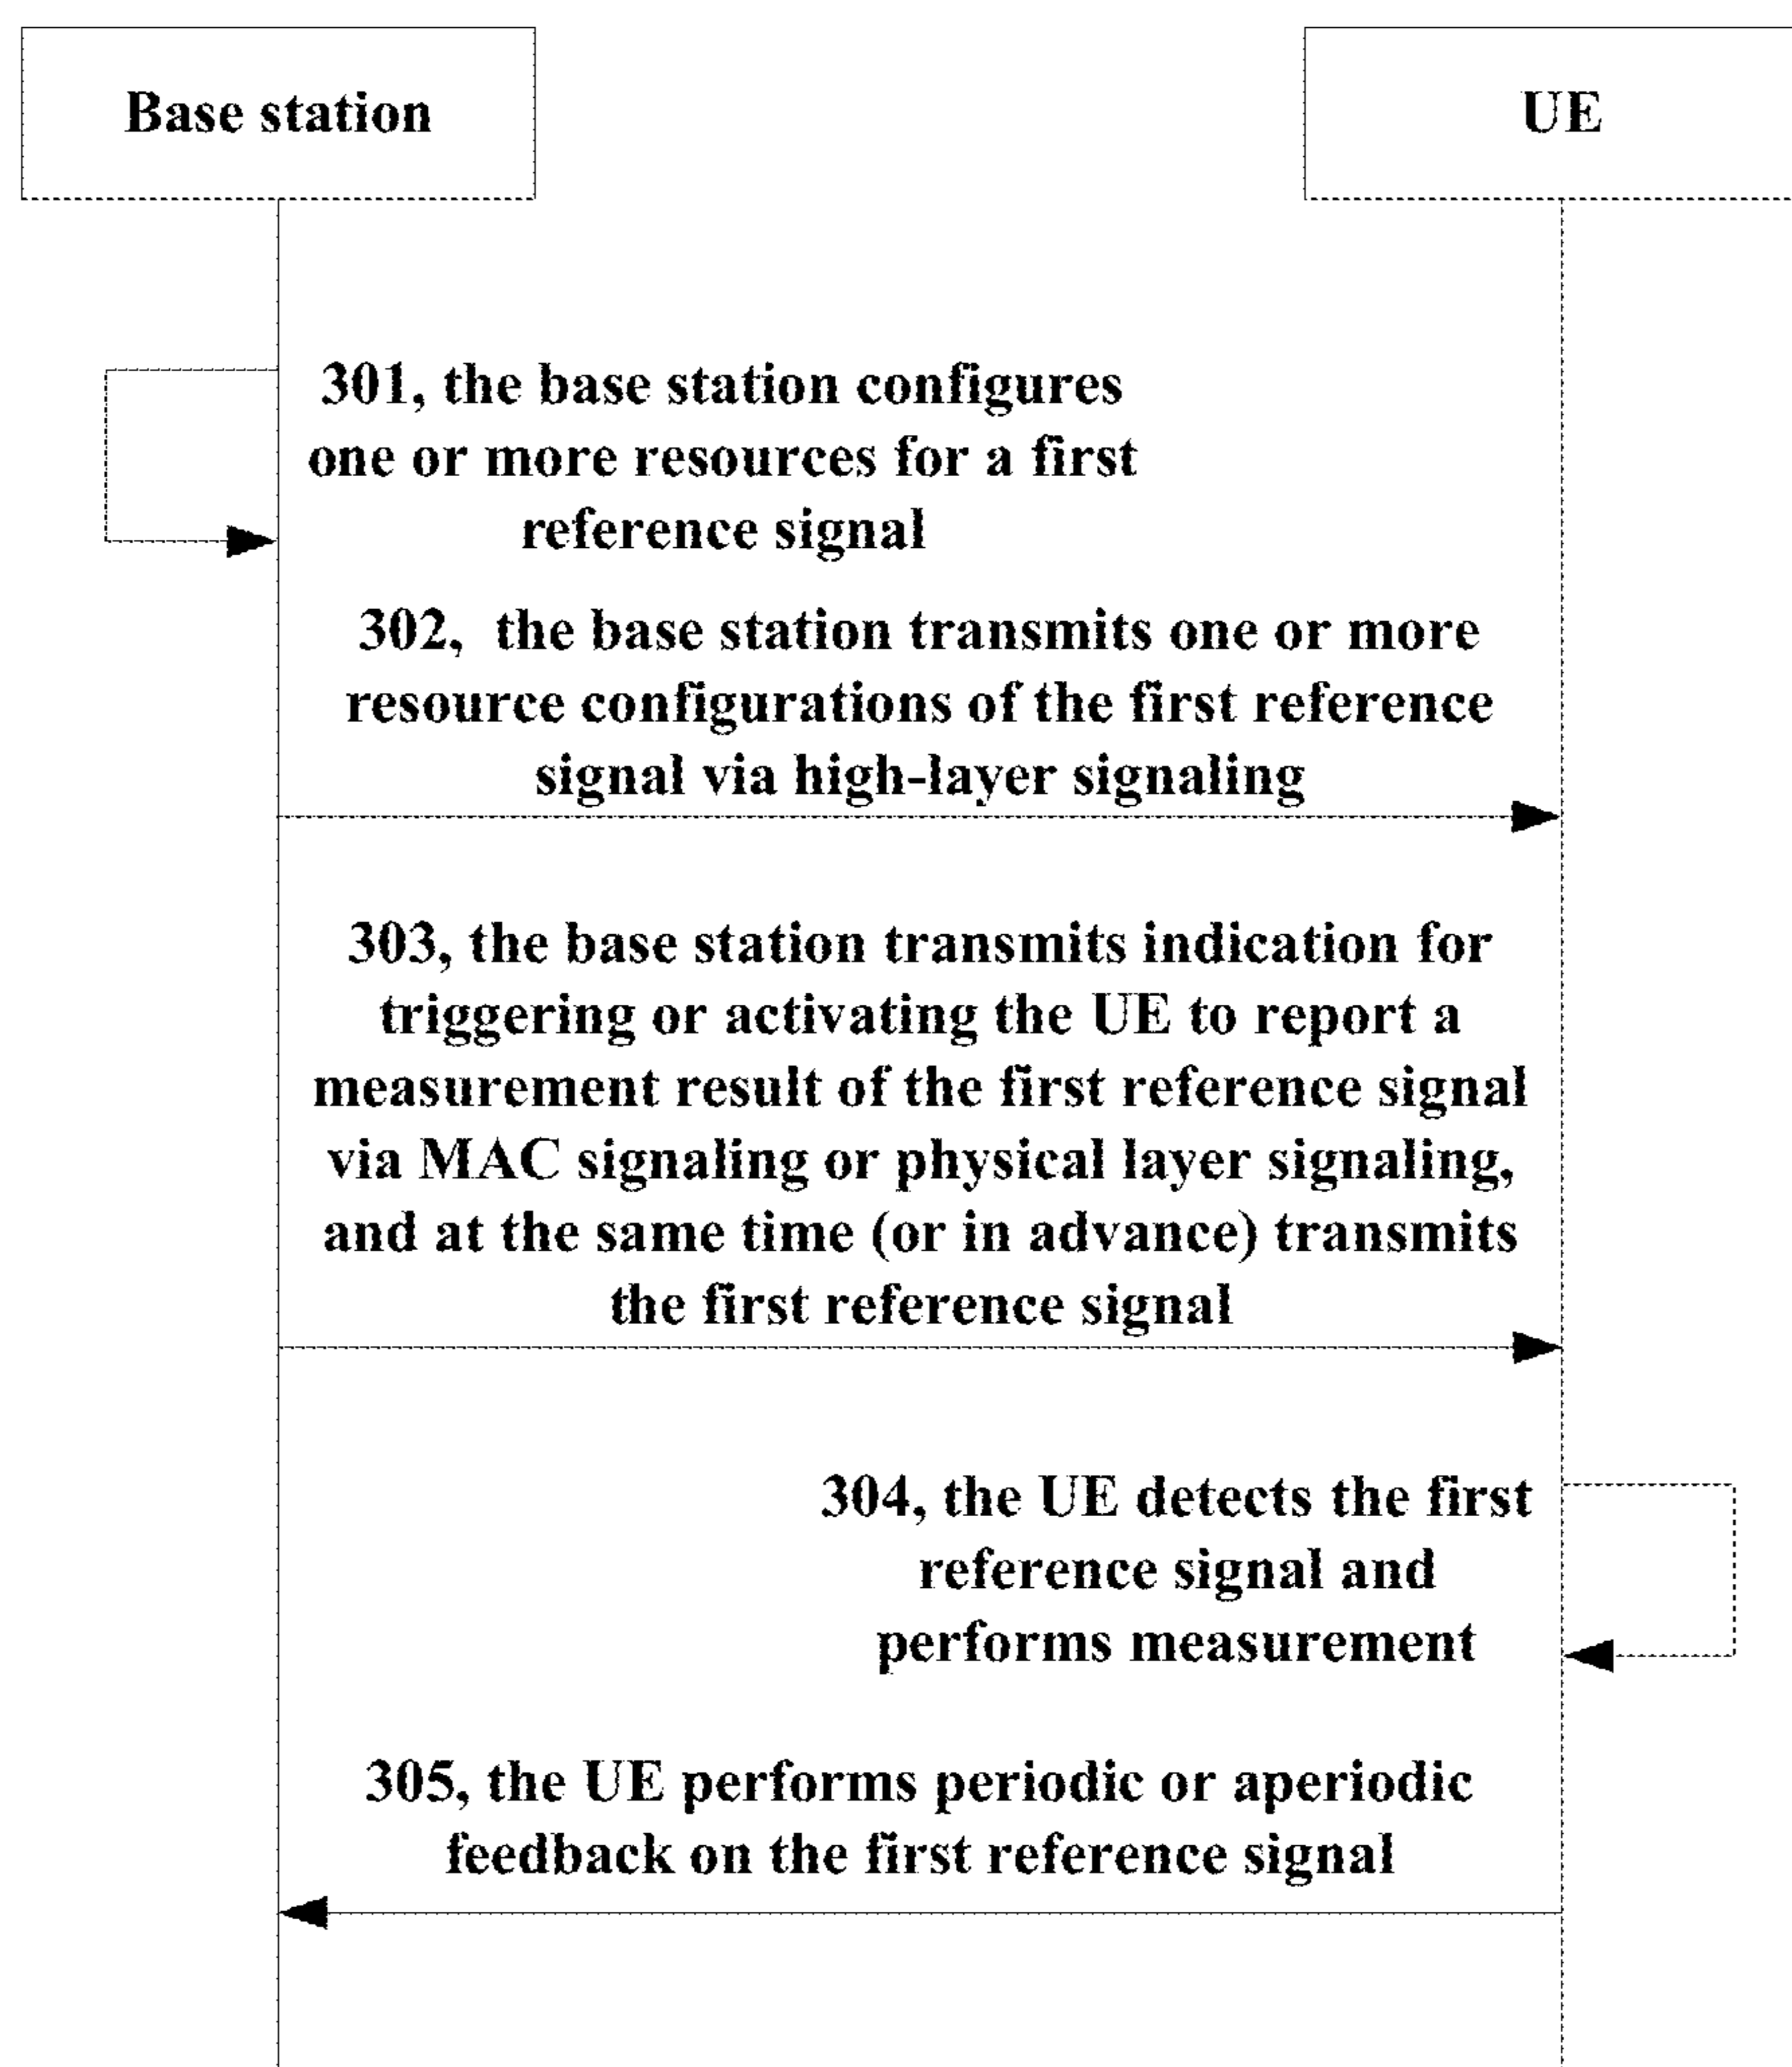 Base station
UE
301, the base station configures
one or more resources for a first
reference signal
302, the base station transmits one or more
resource configurations of the first reference
signal via high-layer signaling
303, the base station transmits indication for
triggering or activating the UE to report a
measurement result of the first reference signal
via MAC signaling or physical layer signaling,
and at the same time (or in advance) transmits
the first reference signal
304, the UE detects the first
reference signal and
performs measurement
305, the UE performs periodic or aperiodic
feedback on the first reference signal